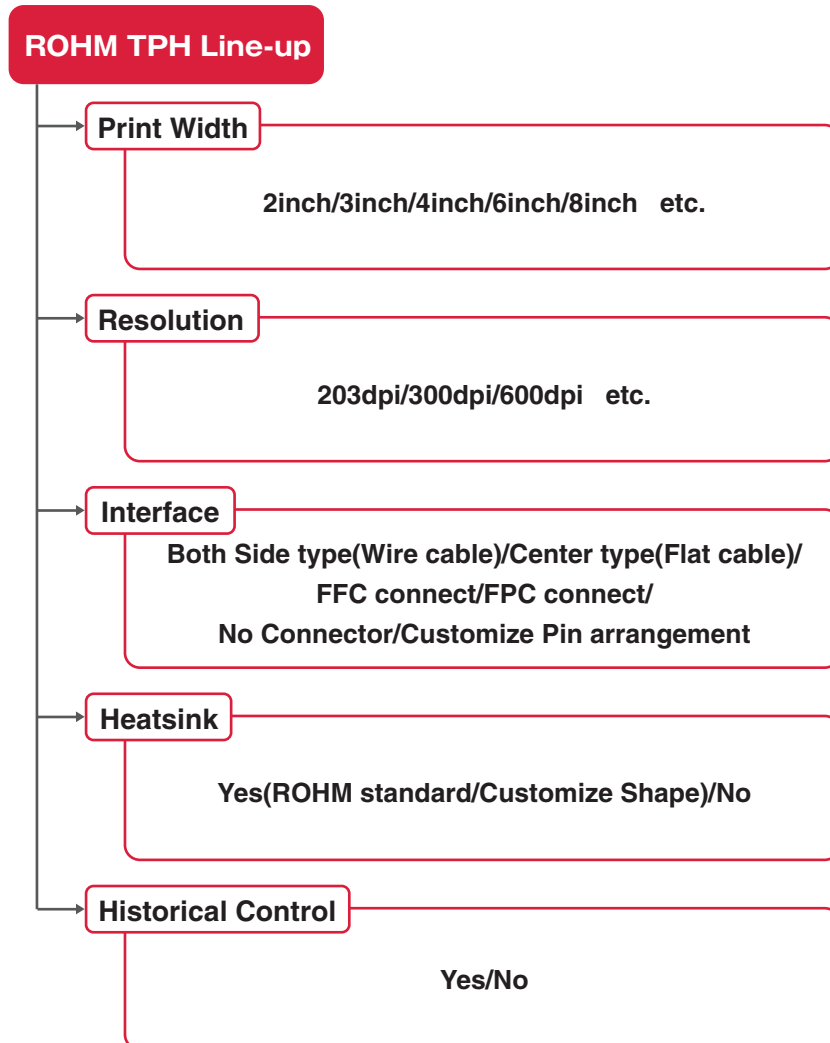 ROHM TPH Line-up
Print Width
2inch/3inch/4inch/6inch/8inch etc.
Resolution
203dpi/300dpi/600dpi etc.
Interface
Both Side type(Wire cable)/Center type(Flat cable)/
FFC connect/FPC connect/
No Connector/Customize Pin arrangement
Heatsink
Yes(ROHM standard/Customize Shape)/No
Historical Control
Yes/No